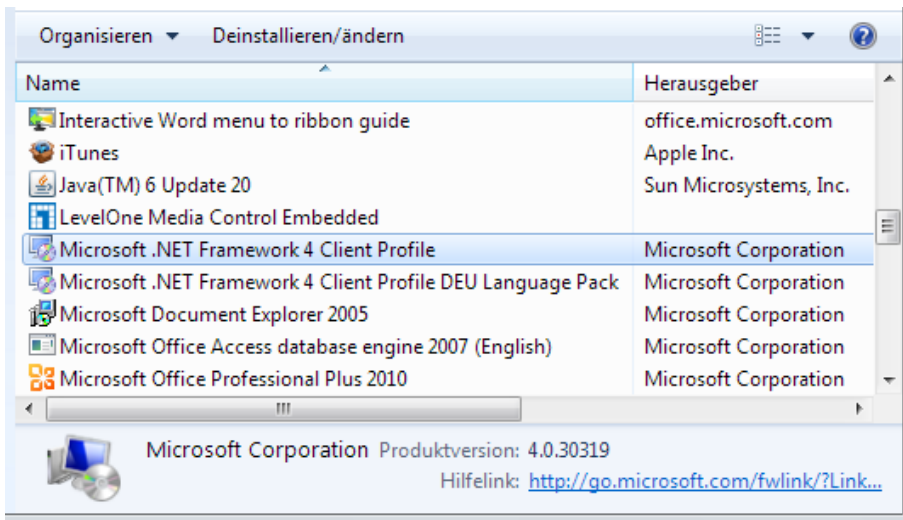 Organisieren Deinstallieren/ändern
Name Herausgeber
Interactive Word menu to ribbon guide office.microsoft.com
iTunes Apple Inc.
Java(TM) 6 Update 20 Sun Microsystems, Inc.
LevelOne Media Control Embedded
Microsoft .NET Framework 4 Client Profile Microsoft Corporation
Microsoft .NET Framework 4 Client Profile DEU Language Pack Microsoft Corporation
Microsoft Document Explorer 2005 Microsoft Corporation
Microsoft Office Access database engine 2007 (English) Microsoft Corporation
Microsoft Office Professional Plus 2010 Microsoft Corporation
Microsoft Corporation Produktversion: 4.0.30319
Hilfelink: http://go.microsoft.com/fwlink/?Link...